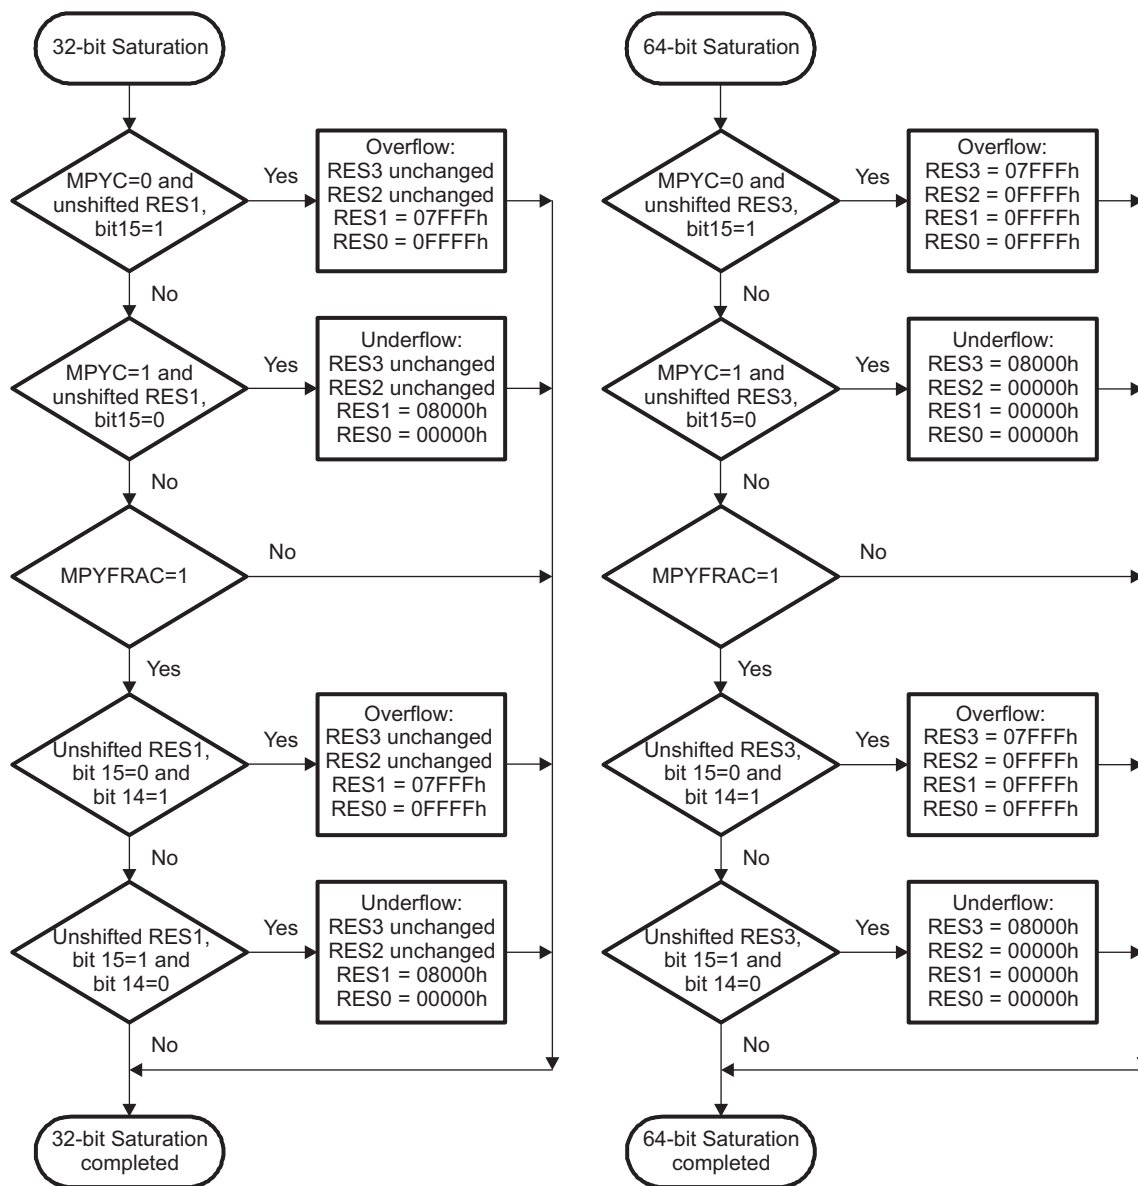 32-bit Saturation
MPYC=0 and
unshifted RES1,
bit15=1
Yes
Overflow:
RES3 unchanged
RES2 unchanged
RES1 = 07FFFh
RES0 = 0FFFFh
No
MPYC=1 and
unshifted RES1,
bit15=0
Yes
Underflow:
RES3 unchanged
RES2 unchanged
RES1 = 08000h
RES0 = 00000h
No
MPYFRAC=1
No
Yes
Unshifted RES1,
bit 15=0 and
bit 14=1
Yes
Overflow:
RES3 unchanged
RES2 unchanged
RES1 = 07FFFh
RES0 = 0FFFFh
No
Unshifted RES1,
bit 15=1 and
bit 14=0
Yes
Underflow:
RES3 unchanged
RES2 unchanged
RES1 = 08000h
RES0 = 00000h
No
32-bit Saturation
completed
64-bit Saturation
MPYC=0 and
unshifted RES3,
bit15=1
Yes
Overflow:
RES3 = 07FFFh
RES2 = 0FFFFh
RES1 = 0FFFFh
RES0 = 0FFFFh
No
MPYC=1 and
unshifted RES3,
bit15=0
Yes
Underflow:
RES3 = 08000h
RES2 = 00000h
RES1 = 00000h
RES0 = 00000h
No
MPYFRAC=1
No
Yes
Unshifted RES3,
bit 15=0 and
bit 14=1
Yes
Overflow:
RES3 = 07FFFh
RES2 = 0FFFFh
RES1 = 0FFFFh
RES0 = 0FFFFh
No
Unshifted RES3,
bit 15=1 and
bit 14=0
Yes
Underflow:
RES3 = 08000h
RES2 = 00000h
RES1 = 00000h
RES0 = 00000h
No
64-bit Saturation
completed